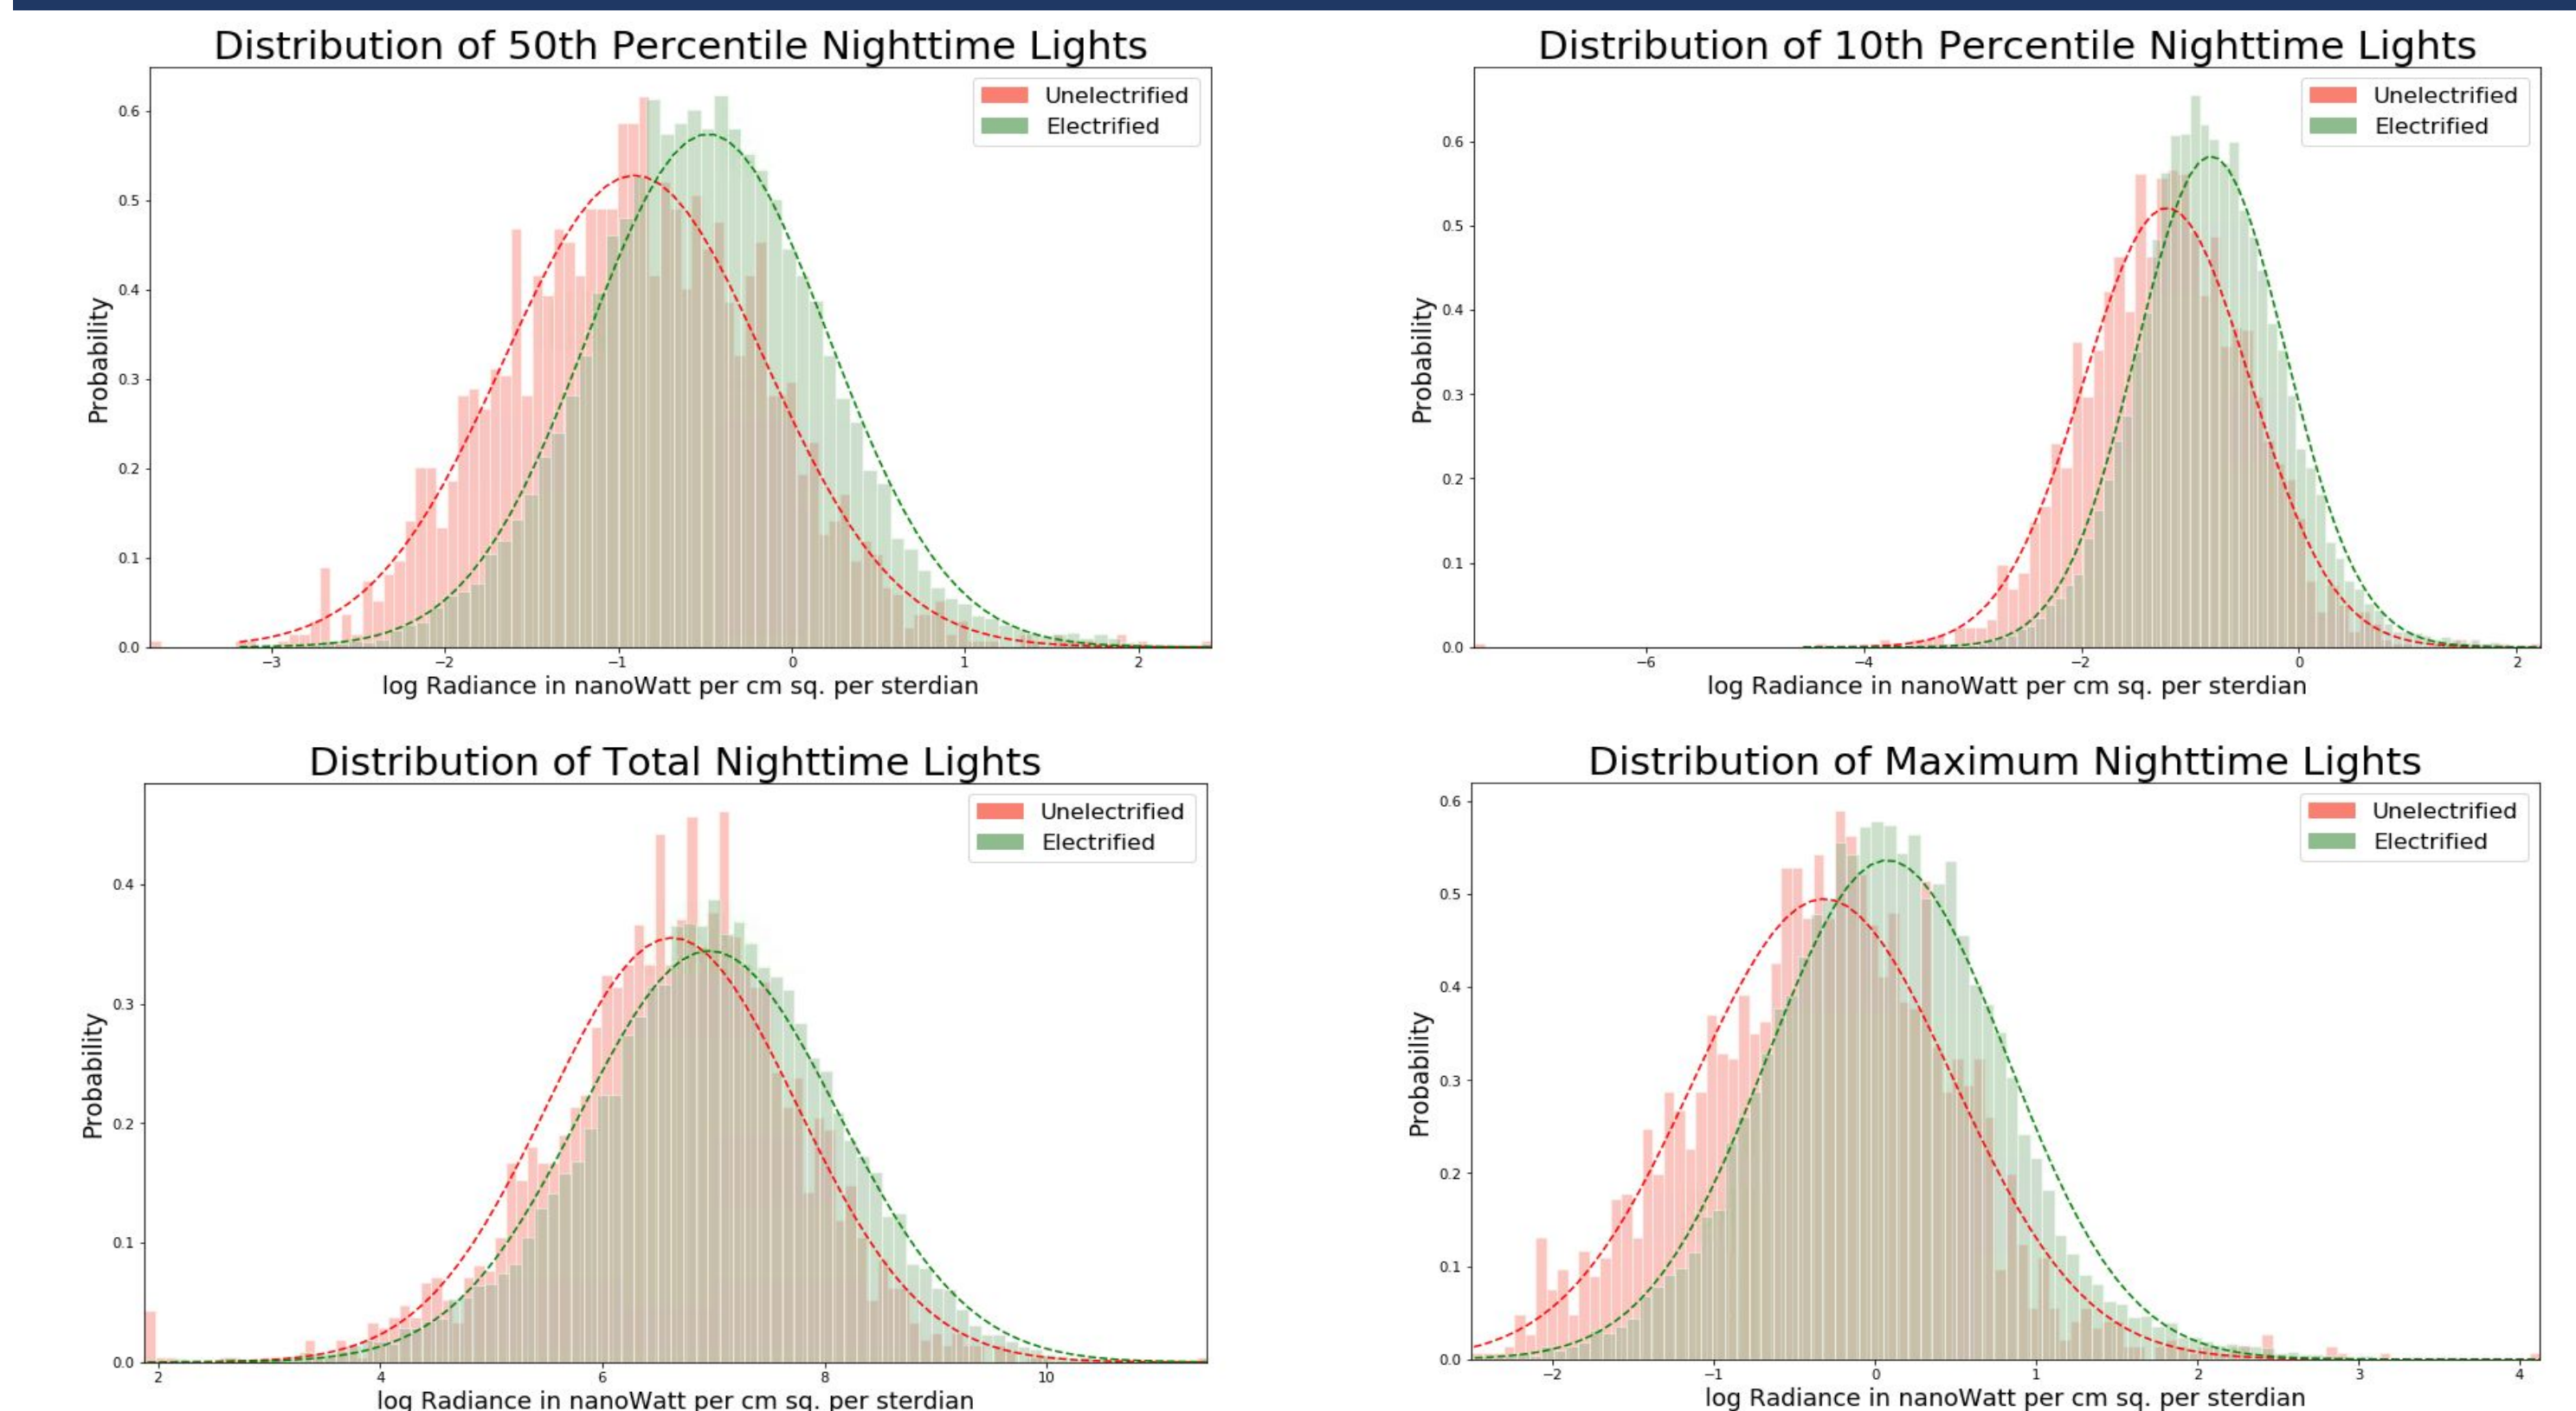 Distribution of 50th Percentile Nighttime Lights
Unelectrified
Electrified
Probability
0.6
0.5
0.4
0.3
0.2
0.1
0.0
−3 −2 −1 0 1 2
log Radiance in nanoWatt per cm sq. per sterdian
Distribution of 10th Percentile Nighttime Lights
Unelectrified
Electrified
Probability
0.6
0.5
0.4
0.3
0.2
0.1
0.0
−6 −4 −2 0 2
log Radiance in nanoWatt per cm sq. per sterdian
Distribution of Total Nighttime Lights
Unelectrified
Electrified
Probability
0.4
0.3
0.2
0.1
0.0
2 4 6 8 10
log Radiance in nanoWatt per cm sq. per sterdian
Distribution of Maximum Nighttime Lights
Unelectrified
Electrified
Probability
0.6
0.5
0.4
0.3
0.2
0.1
0.0
−2 −1 0 1 2 3 4
log Radiance in nanoWatt per cm sq. per sterdian